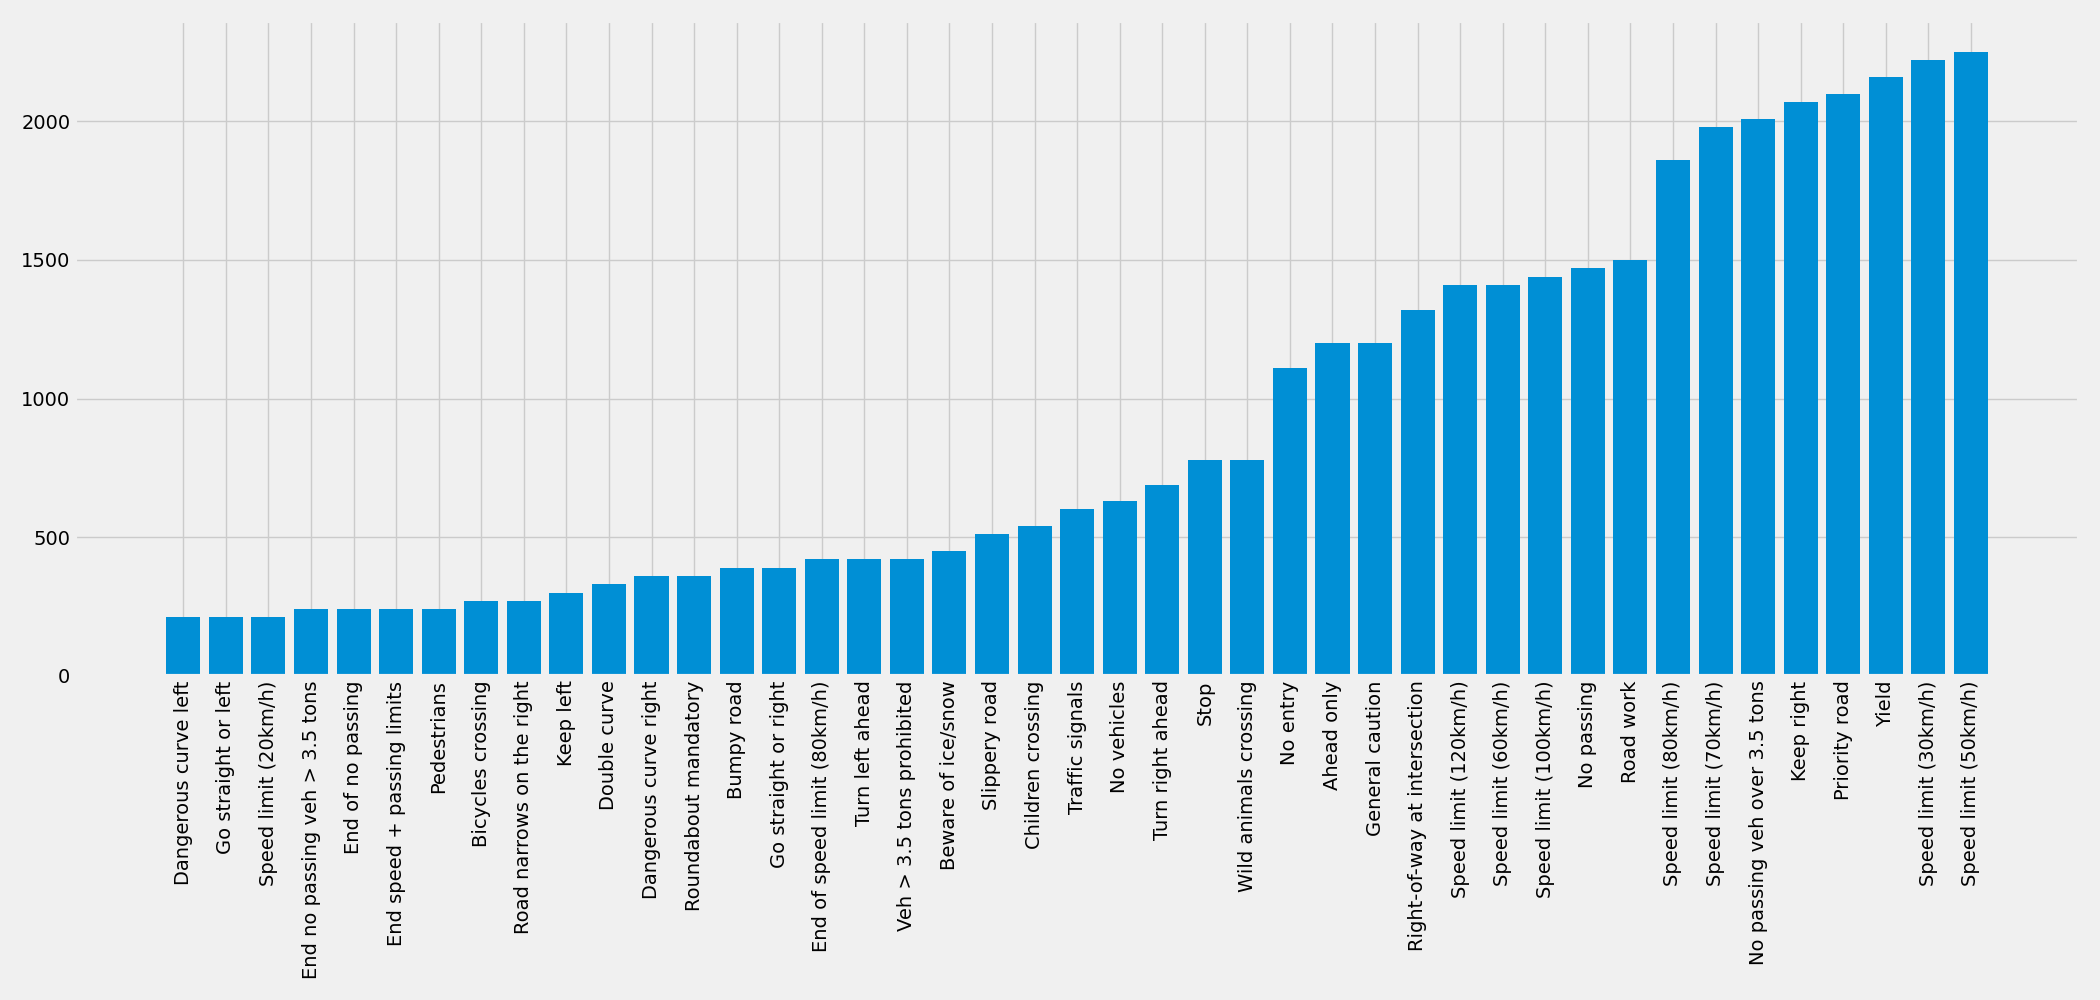 2000
1500
1000
500
0
Dangerous curve left
Go straight or left
Speed limit (20km/h)
End no passing veh > 3.5 tons
End of no passing
End speed + passing limits
Pedestrians
Bicycles crossing
Road narrows on the right
Keep left
Double curve
Dangerous curve right
Roundabout mandatory
Bumpy road
Go straight or right
End of speed limit (80km/h)
Turn left ahead
Veh > 3.5 tons prohibited
Beware of ice/snow
Slippery road
Children crossing
Traffic signals
No vehicles
Turn right ahead
Stop
Wild animals crossing
No entry
Ahead only
General caution
Right-of-way at intersection
Speed limit (120km/h)
Speed limit (60km/h)
Speed limit (100km/h)
No passing
Road work
Speed limit (80km/h)
Speed limit (70km/h)
No passing veh over 3.5 tons
Keep right
Priority road
Yield
Speed limit (30km/h)
Speed limit (50km/h)